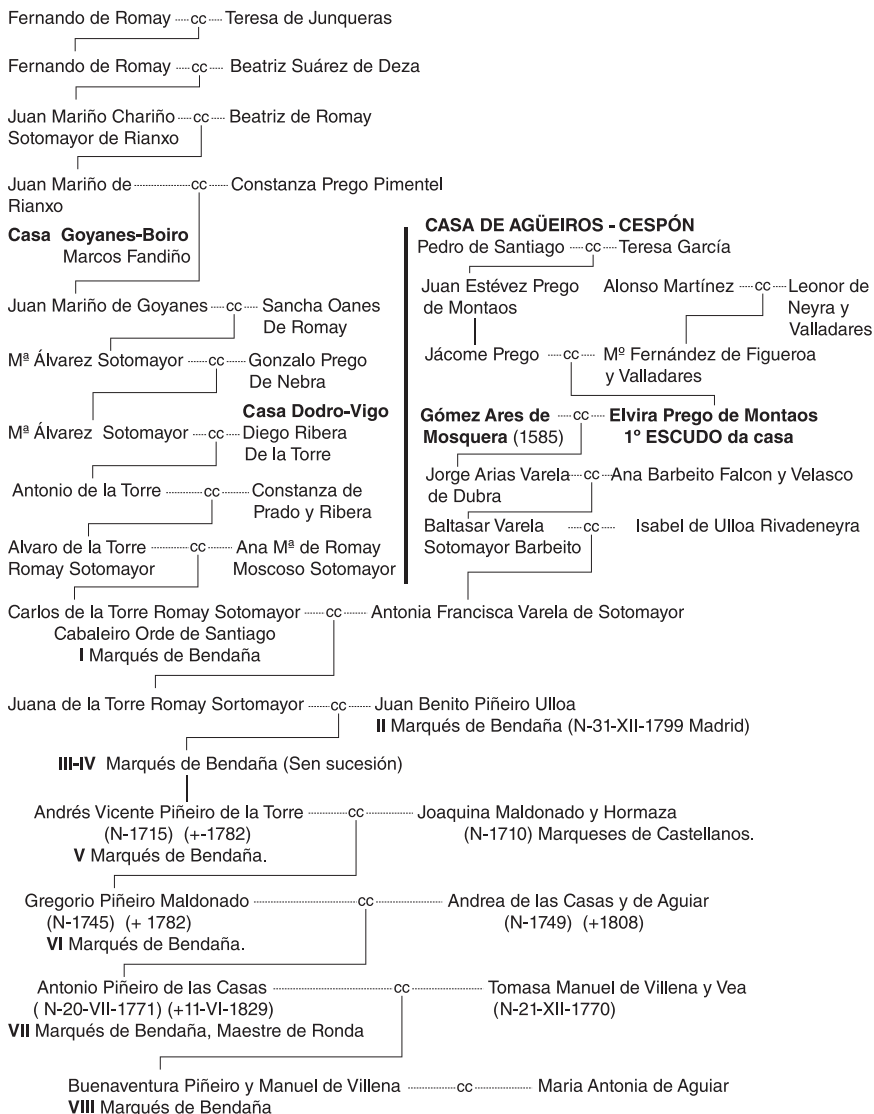 Fernando de Romay cc Teresa de Junqueras
Fernando de Romay cc Beatriz Suárez de Deza
Juan Mariño Chariño cc Beatriz de Romay
Sotomayor de Rianxo
Juan Mariño de cc Constanza Prego Pimentel
Rianxo
Casa Goyanes-Boiro
Marcos Fandiño
Juan Mariño de Goyanes cc Sancha Oanes
De Romay
Mª Álvarez Sotomayor cc Gonzalo Prego
De Nebra
Casa Dodro-Vigo
Mª Álvarez Sotomayor cc Diego Ribera
De la Torre
Antonio de la Torre cc Constanza de
Prado y Ribera
Alvaro de la Torre cc Ana Mª de Romay
Romay Sotomayor Moscoso Sotomayor
CASA DE AGÜEIROS - CESPÓN
Pedro de Santiago cc Teresa García
Juan Estévez Prego Alonso Martínez cc Leonor de
de Montaos Neyra y
Valladares
Jácome Prego cc Mº Fernández de Figueroa
y Valladares
Gómez Ares de cc Elvira Prego de Montaos
Mosquera (1585) 1º ESCUDO da casa
Jorge Arias Varela cc Ana Barbeito Falcon y Velasco
de Dubra
Baltasar Varela cc Isabel de Ulloa Rivadeneyra
Sotomayor Barbeito
Carlos de la Torre Romay Sotomayor cc Antonia Francisca Varela de Sotomayor
Cabaleiro Orde de Santiago
I Marqués de Bendaña
Juana de la Torre Romay Sortomayor cc Juan Benito Piñeiro Ulloa
II Marqués de Bendaña (N-31-XII-1799 Madrid)
III-IV Marqués de Bendaña (Sen sucesión)
Andrés Vicente Piñeiro de la Torre cc Joaquina Maldonado y Hormaza
(N-1715) (+-1782) (N-1710) Marqueses de Castellanos.
V Marqués de Bendaña.
Gregorio Piñeiro Maldonado cc Andrea de las Casas y de Aguiar
(N-1745) (+ 1782) (N-1749) (+1808)
VI Marqués de Bendaña.
Antonio Piñeiro de las Casas cc Tomasa Manuel de Villena y Vea
( N-20-VII-1771) (+11-VI-1829) (N-21-XII-1770)
VII Marqués de Bendaña, Maestre de Ronda
Buenaventura Piñeiro y Manuel de Villena cc Maria Antonia de Aguiar
VIII Marqués de Bendaña